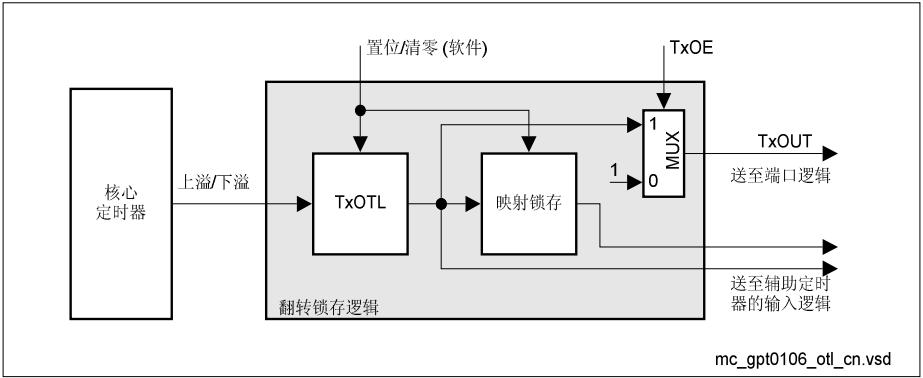 置位/清零 (软件)
TxOE
核心
定时器
上溢/下溢
TxOTL
映射锁存
1
MUX
1
0
TxOUT
送至端口逻辑
送至辅助定时
器的输入逻辑
翻转锁存逻辑
mc_gpt0106_otl_cn.vsd